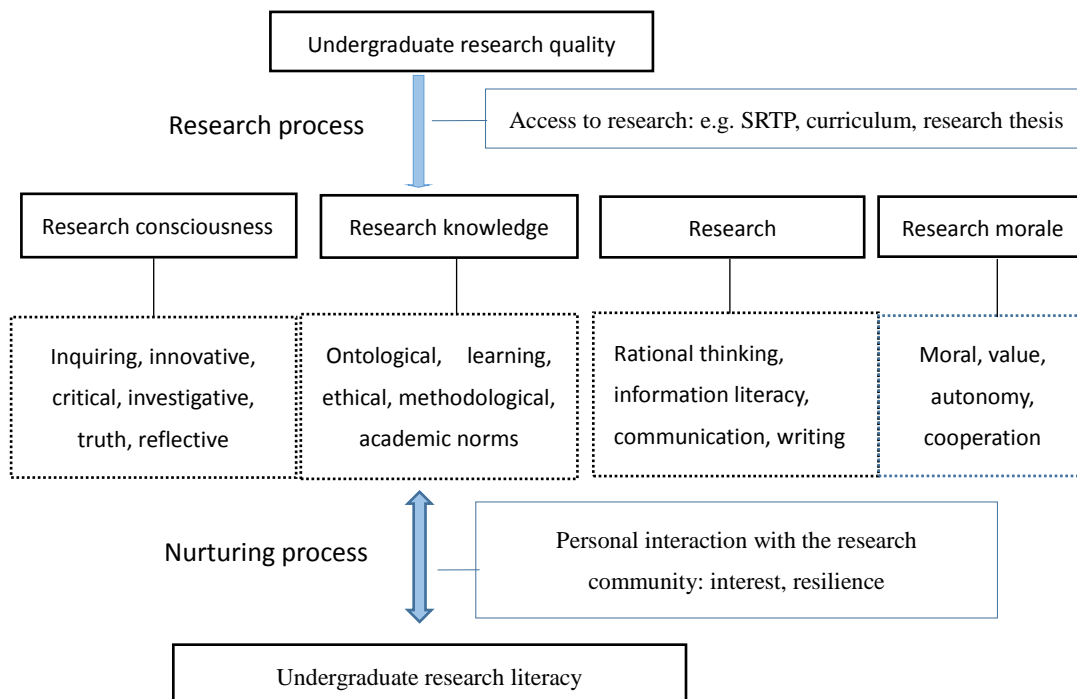 Undergraduate research quality
Research process
Access to research: e.g. SRTP, curriculum, research thesis
Research consciousness
Research knowledge
Research
Research morale
Inquiring, innovative,
critical, investigative,
truth, reflective
Ontological, learning,
ethical, methodological,
academic norms
Rational thinking,
information literacy,
communication, writing
Moral, value,
autonomy,
cooperation
Nurturing process
Personal interaction with the research
community: interest, resilience
Undergraduate research literacy